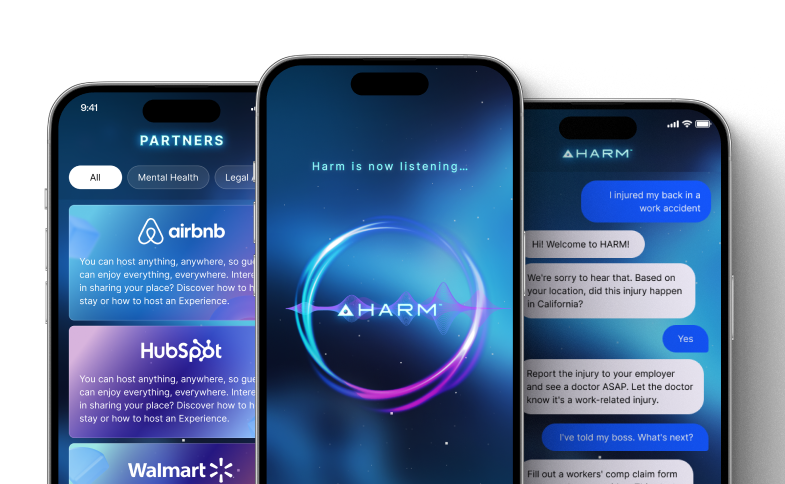 9:41
PARTNERS
All
Mental Health
Legal
airbnb
You can host anything, anywhere, so
can enjoy everything, everywhere.
in sharing your place? Discover how to
stay or how to host an Experience.
HubSpot
You can host anything, anywhere, so
can enjoy everything, everywhere.
in sharing your place? Discover how to
stay or how to host an Experience.
Walmart
Harm is now listening...
HARM™
HARM™
I injured my back in a
work accident
Hi! Welcome to HARM!
We're sorry to hear that. Based on
your location, did this injury happen
in California?
Yes
Report the injury to your employer
and see a doctor ASAP. Let the doctor
know it's a work-related injury.
I've told my boss. What's next?
Fill out a workers' comp claim form